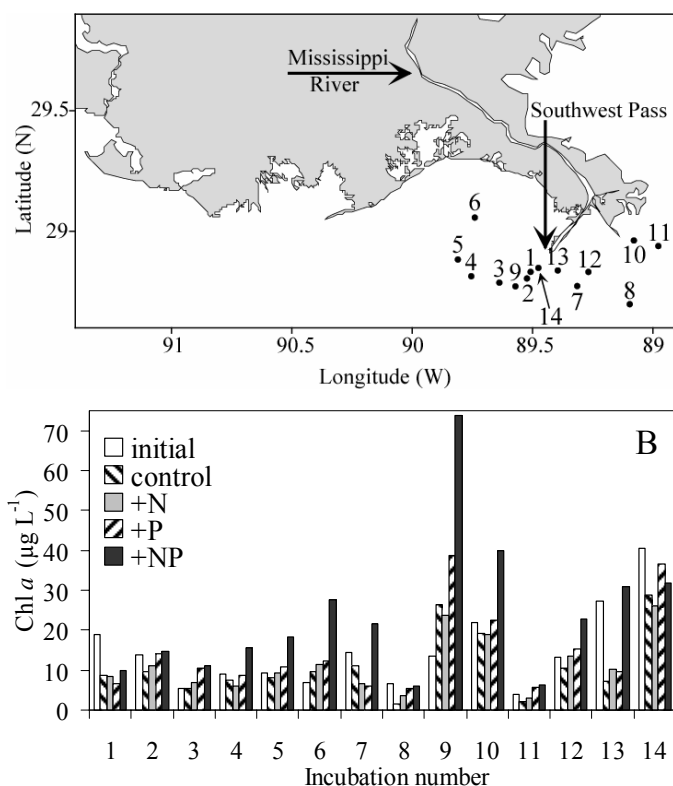 Mississippi
River
Southwest Pass
29.5
29
Latitude (N)
6
5
4
3
9
1
2
14
13
12
7
10
11
8
91
90.5
90
89.5
89
Longitude (W)
B
70
60
50
40
30
20
10
0
Chl a (µg L⁻¹)
initial
control
+N
+P
+NP
1 2 3 4 5 6 7 8 9 10 11 12 13 14
Incubation number